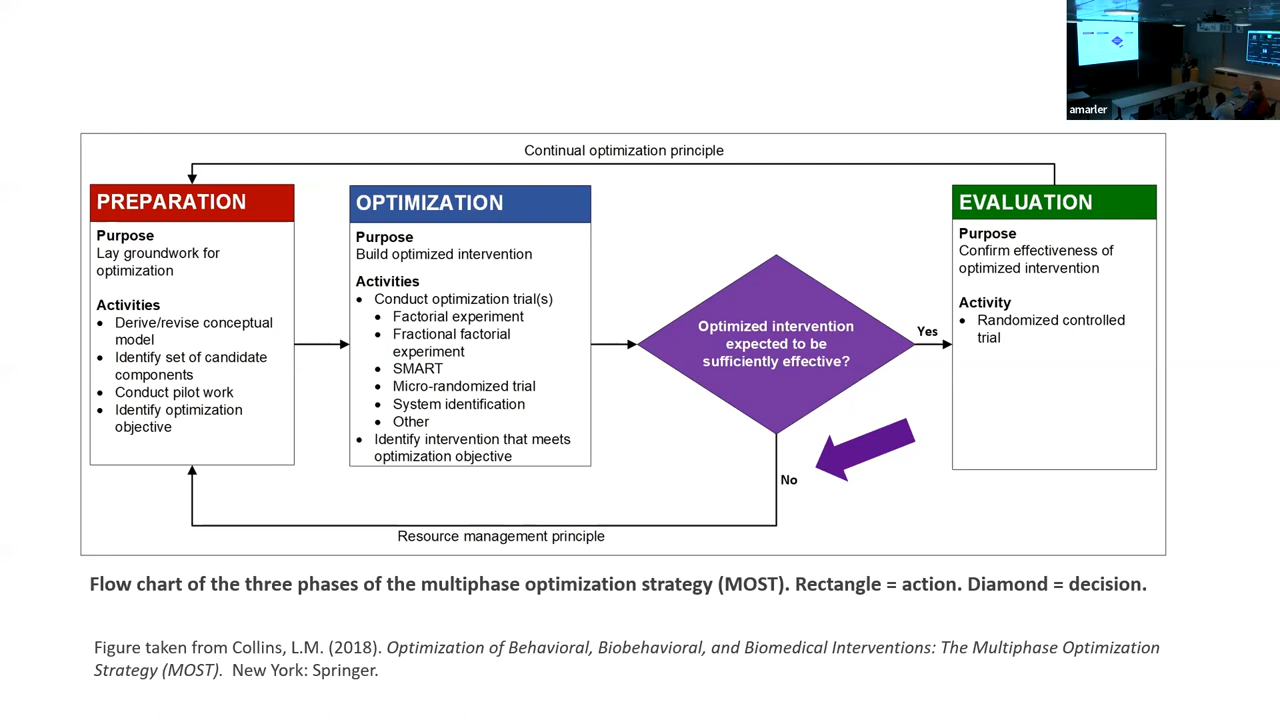 amarler
Continual optimization principle
PREPARATION
Purpose
Lay groundwork for
optimization
Activities
• Derive/revise conceptual
model
• Identify set of candidate
components
• Conduct pilot work
• Identify optimization
objective
OPTIMIZATION
Purpose
Build optimized intervention
Activities
• Conduct optimization trial(s)
• Factorial experiment
• Fractional factorial
experiment
• SMART
• Micro-randomized trial
• System identification
• Other
• Identify intervention that meets
optimization objective
Optimized intervention
expected to be
sufficiently effective?
Yes
No
EVALUATION
Purpose
Confirm effectiveness of
optimized intervention
Activity
• Randomized controlled
trial
Resource management principle
Flow chart of the three phases of the multiphase optimization strategy (MOST). Rectangle = action. Diamond = decision.
Figure taken from Collins, L.M. (2018). Optimization of Behavioral, Biobehavioral, and Biomedical Interventions: The Multiphase Optimization
Strategy (MOST). New York: Springer.